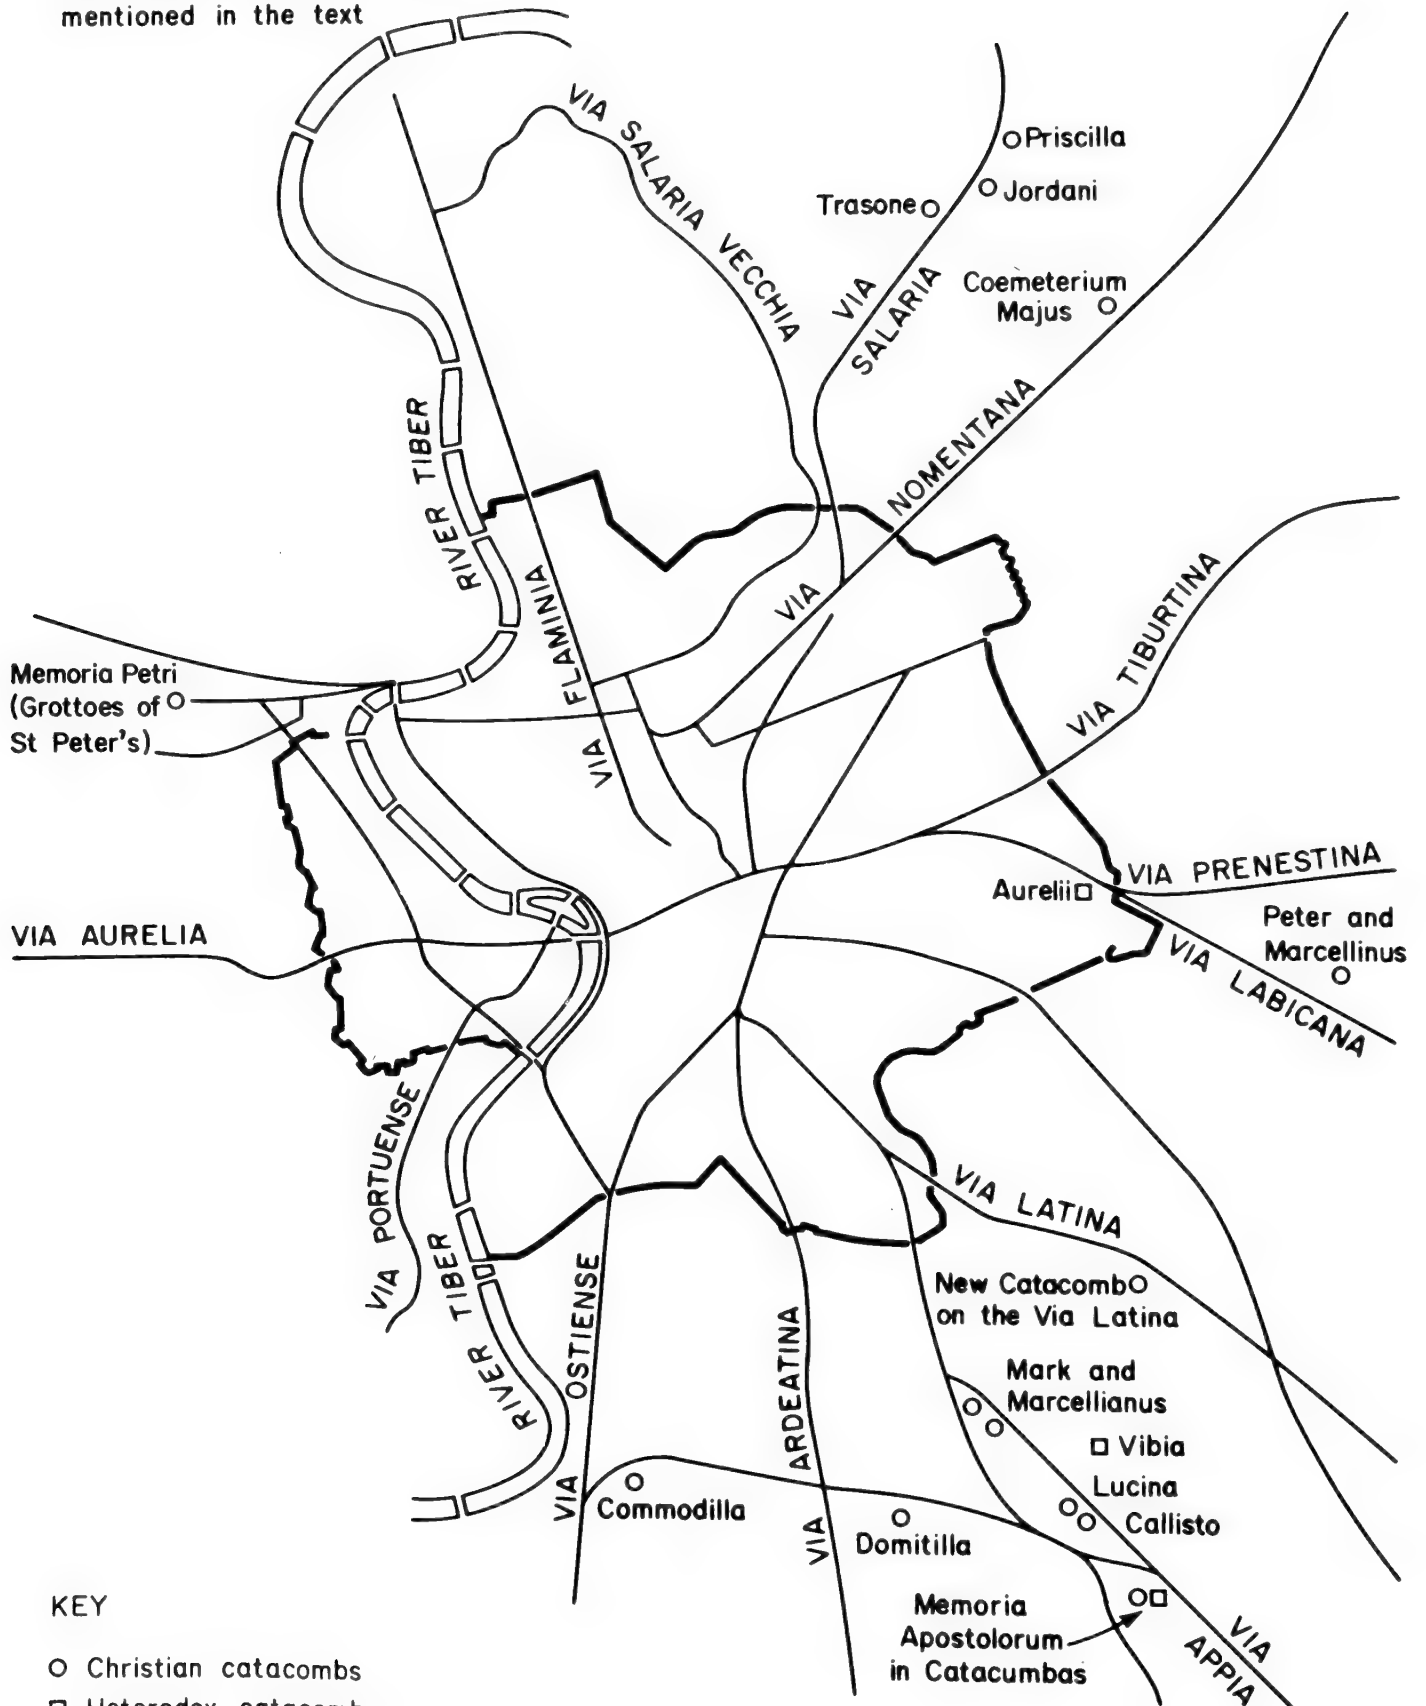 mentioned in the text
VIA SALARIA VECCHIA
Priscilla
Jordani
Trasone
VIA
SALARIA
Coemeterium
Majus
RIVER TIBER
VIA NOMENTANA
VIA FLAMINIA
VIA TIBURTINA
Memoria Petri
(Grottoes of
St Peter's)
VIA PRENESTINA
Aurelii
Peter and
Marcellinus
VIA AURELIA
VIA LABICANA
VIA PORTUENSE
RIVER TIBER
VIA LATINA
VIA OSTIENSE
VIA ARDEATINA
New Catacomb
on the Via Latina
Mark and
Marcellianus
Vibia
Lucina
Callisto
Commodilla
Domitilla
Memoria
Apostolorum
in Catacumbas
VIA
APPIA
KEY
Christian catacombs